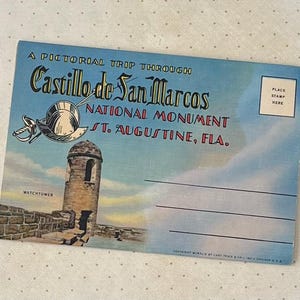 A PICTORIAL TRIP THROUGH
Castillo de San Marcos
NATIONAL MONUMENT
ST. AUGUSTINE, FLA.
PLACE
STAMP
HERE
WATCHTOWER